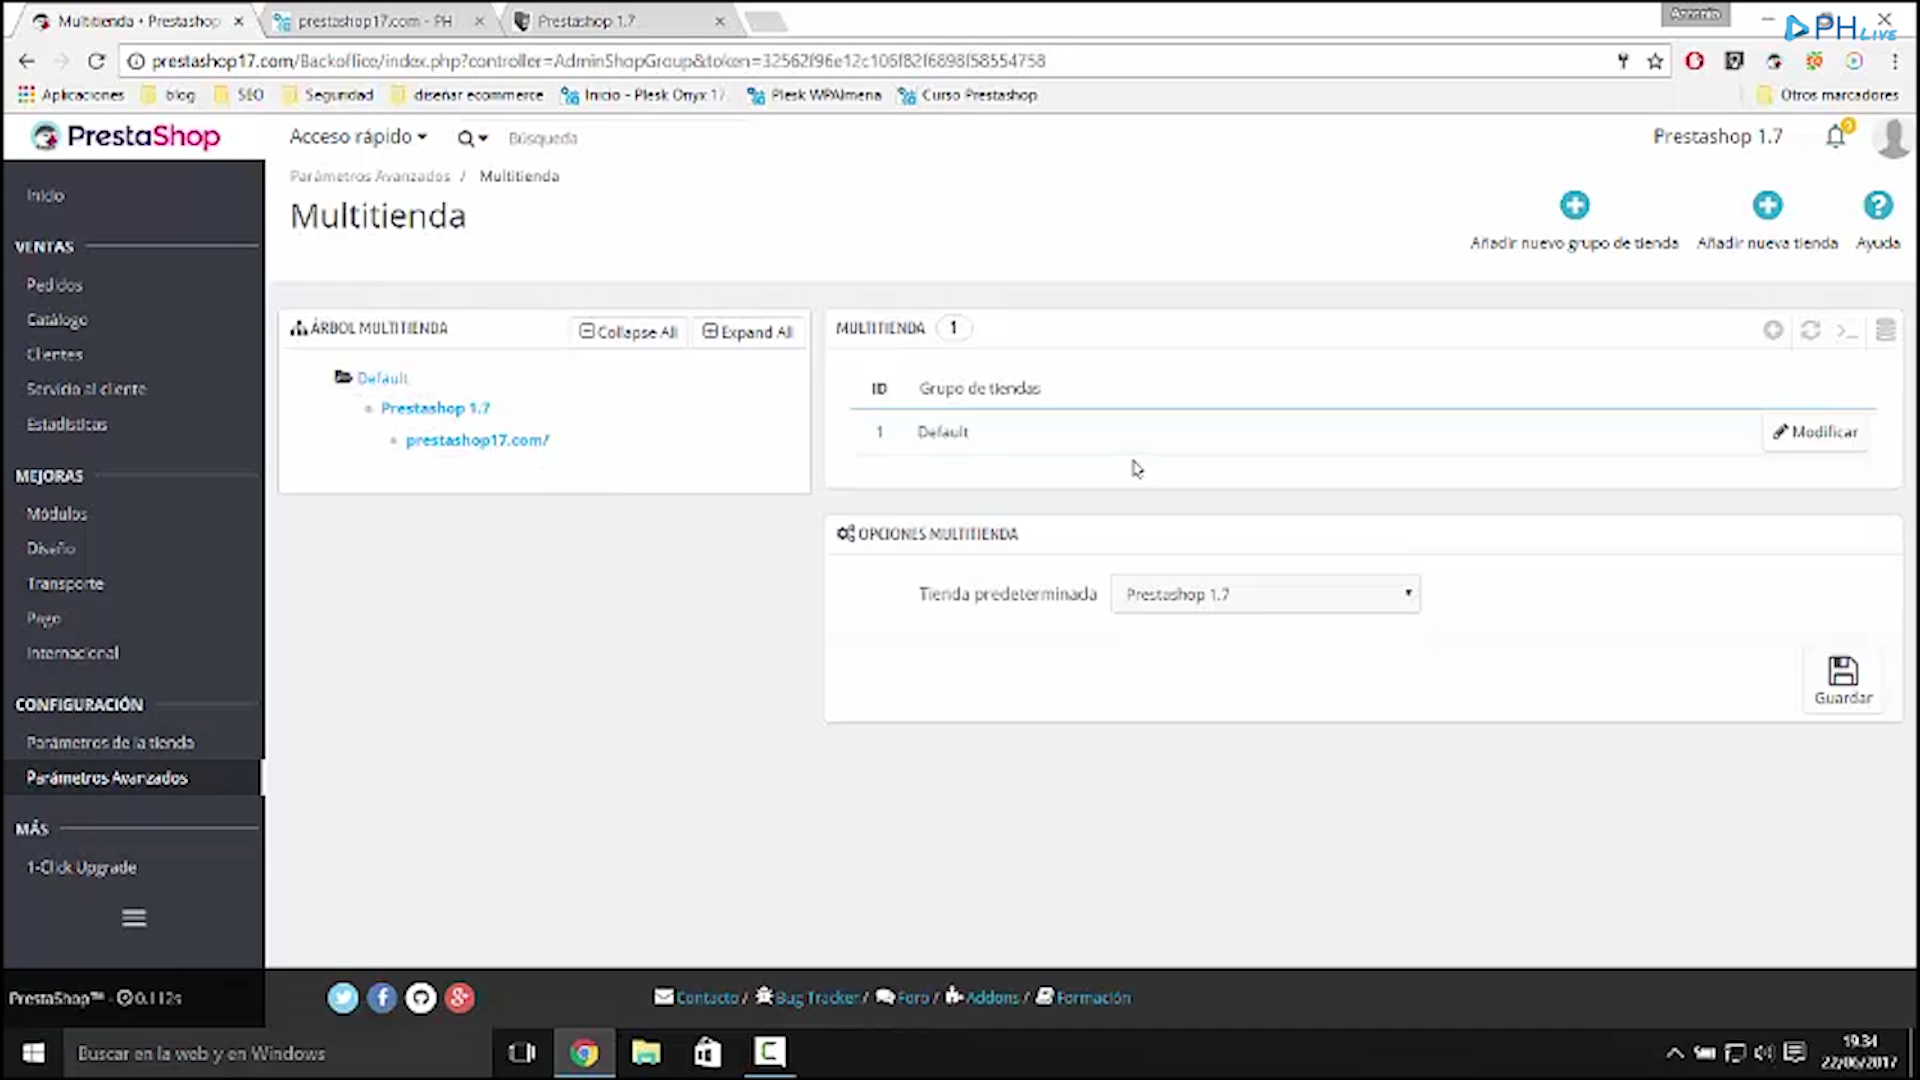 Multitienda • Prestashop
prestashop17.com - PH
Prestashop 1.7
PHLIVE
prestashop17.com/Backoffice/index.php?controller=AdminShopGroup&token=32562f96e12c106f82f6898f58554758
Aplicaciones blog SEO Seguridad diseñar ecommerce Inicio - Plesk Onyx 17 Plesk WPAlmena Curso Prestashop Otros marcadores
PrestaShop
Acceso rápido
Búsqueda
Prestashop 1.7
Parámetros Avanzados / Multitienda
Multitienda
Añadir nuevo grupo de tienda
Añadir nueva tienda
Ayuda
Inicio
VENTAS
Pedidos
Catálogo
Clientes
Servicio al cliente
Estadísticas
MEJORAS
Módulos
Diseño
Transporte
Pago
Internacional
CONFIGURACIÓN
Parámetros de la tienda
Parámetros Avanzados
MÁS
1-Click Upgrade
ÁRBOL MULTITIENDA
Collapse All
Expand All
Default
Prestashop 1.7
prestashop17.com/
MULTITIENDA 1
ID Grupo de tiendas
1 Default Modificar
OPCIONES MULTITIENDA
Tienda predeterminada Prestashop 1.7
Guardar
PrestaShop™ - 0.112s
Contacto / Bug Tracker / Foro / Addons / Formación
Buscar en la web y en Windows
19:34
22/06/2017